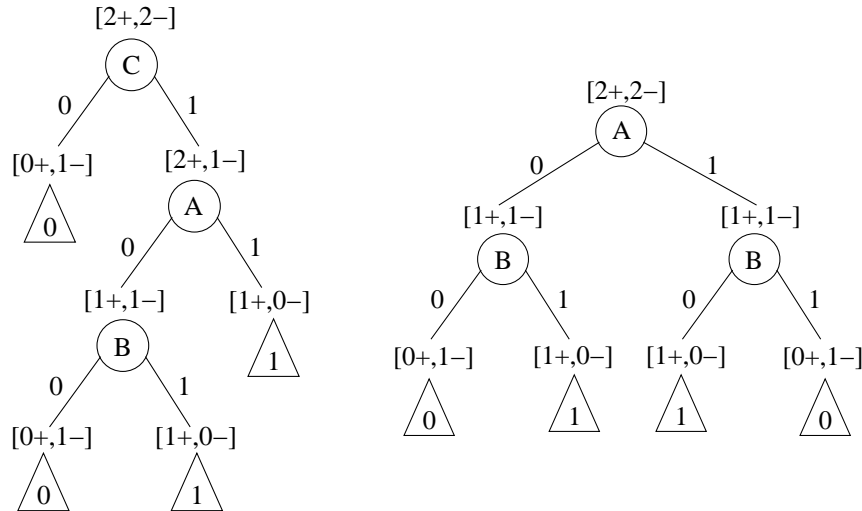 [2+,2−]
C
0 1
[0+,1−] [2+,1−]
0
A
0 1
[1+,1−] [1+,0−]
B
1
0 1
[0+,1−] [1+,0−]
0 1
[2+,2−]
A
0 1
[1+,1−] [1+,1−]
B B
0 1 0 1
[0+,1−] [1+,0−] [1+,0−] [0+,1−]
0 1 1 0